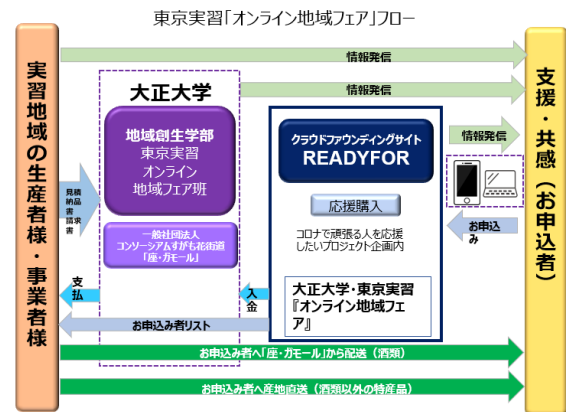 東京実習「オンライン地域フェア」フロー
実習地域の生産者様・事業者様
情報発信
情報発信
情報発信
大正大学
地域創生学部
東京実習
オンライン
地域フェア班
一般社団法人
コンソーシアムすがも花街道
「座・ガモール」
見積
納品
書
請求
書
クラウドファウンディングサイト
READYFOR
応援購入
コロナで頑張る人を応援
したいプロジェクト企画内
大正大学・東京実習
『オンライン地域フェ
ア』
お申込
み
支援・共感（お申込者）
支
払
入
金
お申込み者リスト
お申込み者へ「座・ガモール」から配送（酒類）
お申込み者へ産地直送（酒類以外の特産品）